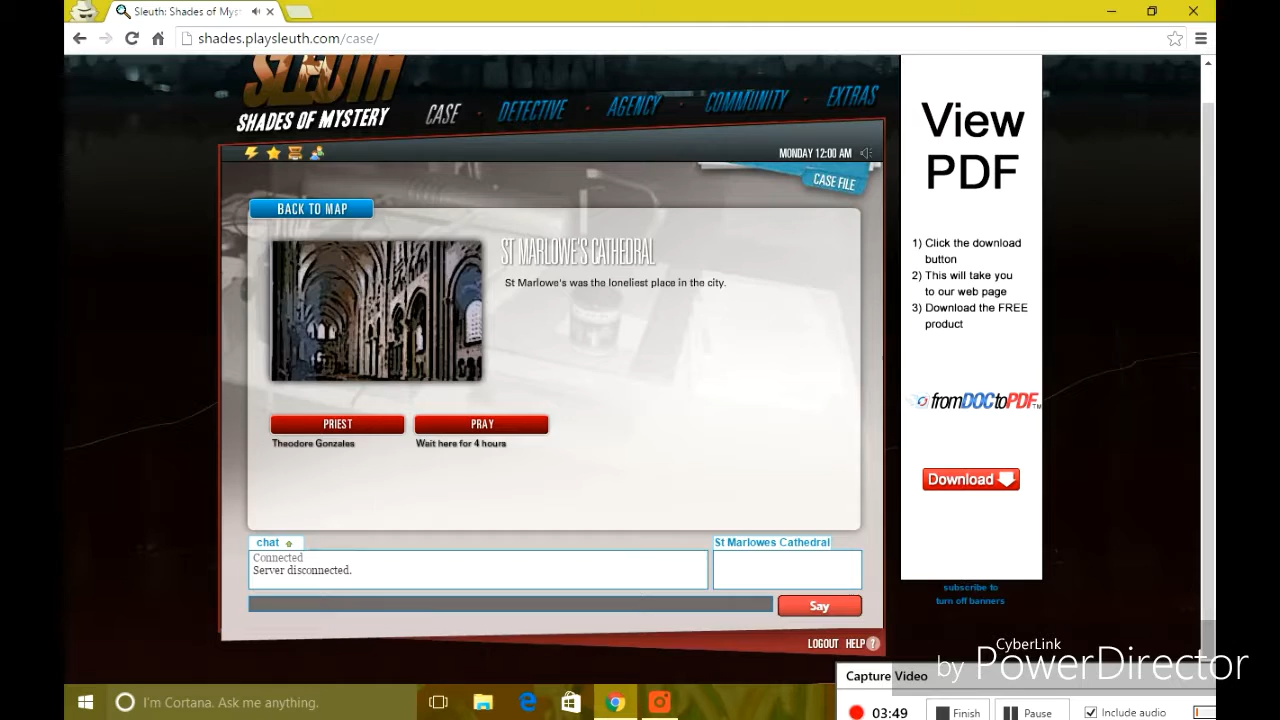 Sleuth: Shades of Myst
shades.playsleuth.com/case/
SLEUTH
SHADES OF MYSTERY
CASE
DETECTIVE
AGENCY
COMMUNITY
EXTRAS
MONDAY 12:00 AM
CASE FILE
BACK TO MAP
ST MARLOWE'S CATHEDRAL
St Marlowe's was the loneliest place in the city.
PRIEST
PRAY
Theodore Gonzales
Wait here for 4 hours
chat
St Marlowes Cathedral
Connected
Server disconnected.
Say
LOGOUT HELP ?
View
PDF
1) Click the download
button
2) This will take you
to our web page
3) Download the FREE
product
fromDOCtoPDF™
Download
subscribe to
turn off banners
CyberLink
by PowerDirector
Capture Video
03:49
Finish
Pause
Include audio
I'm Cortana. Ask me anything.